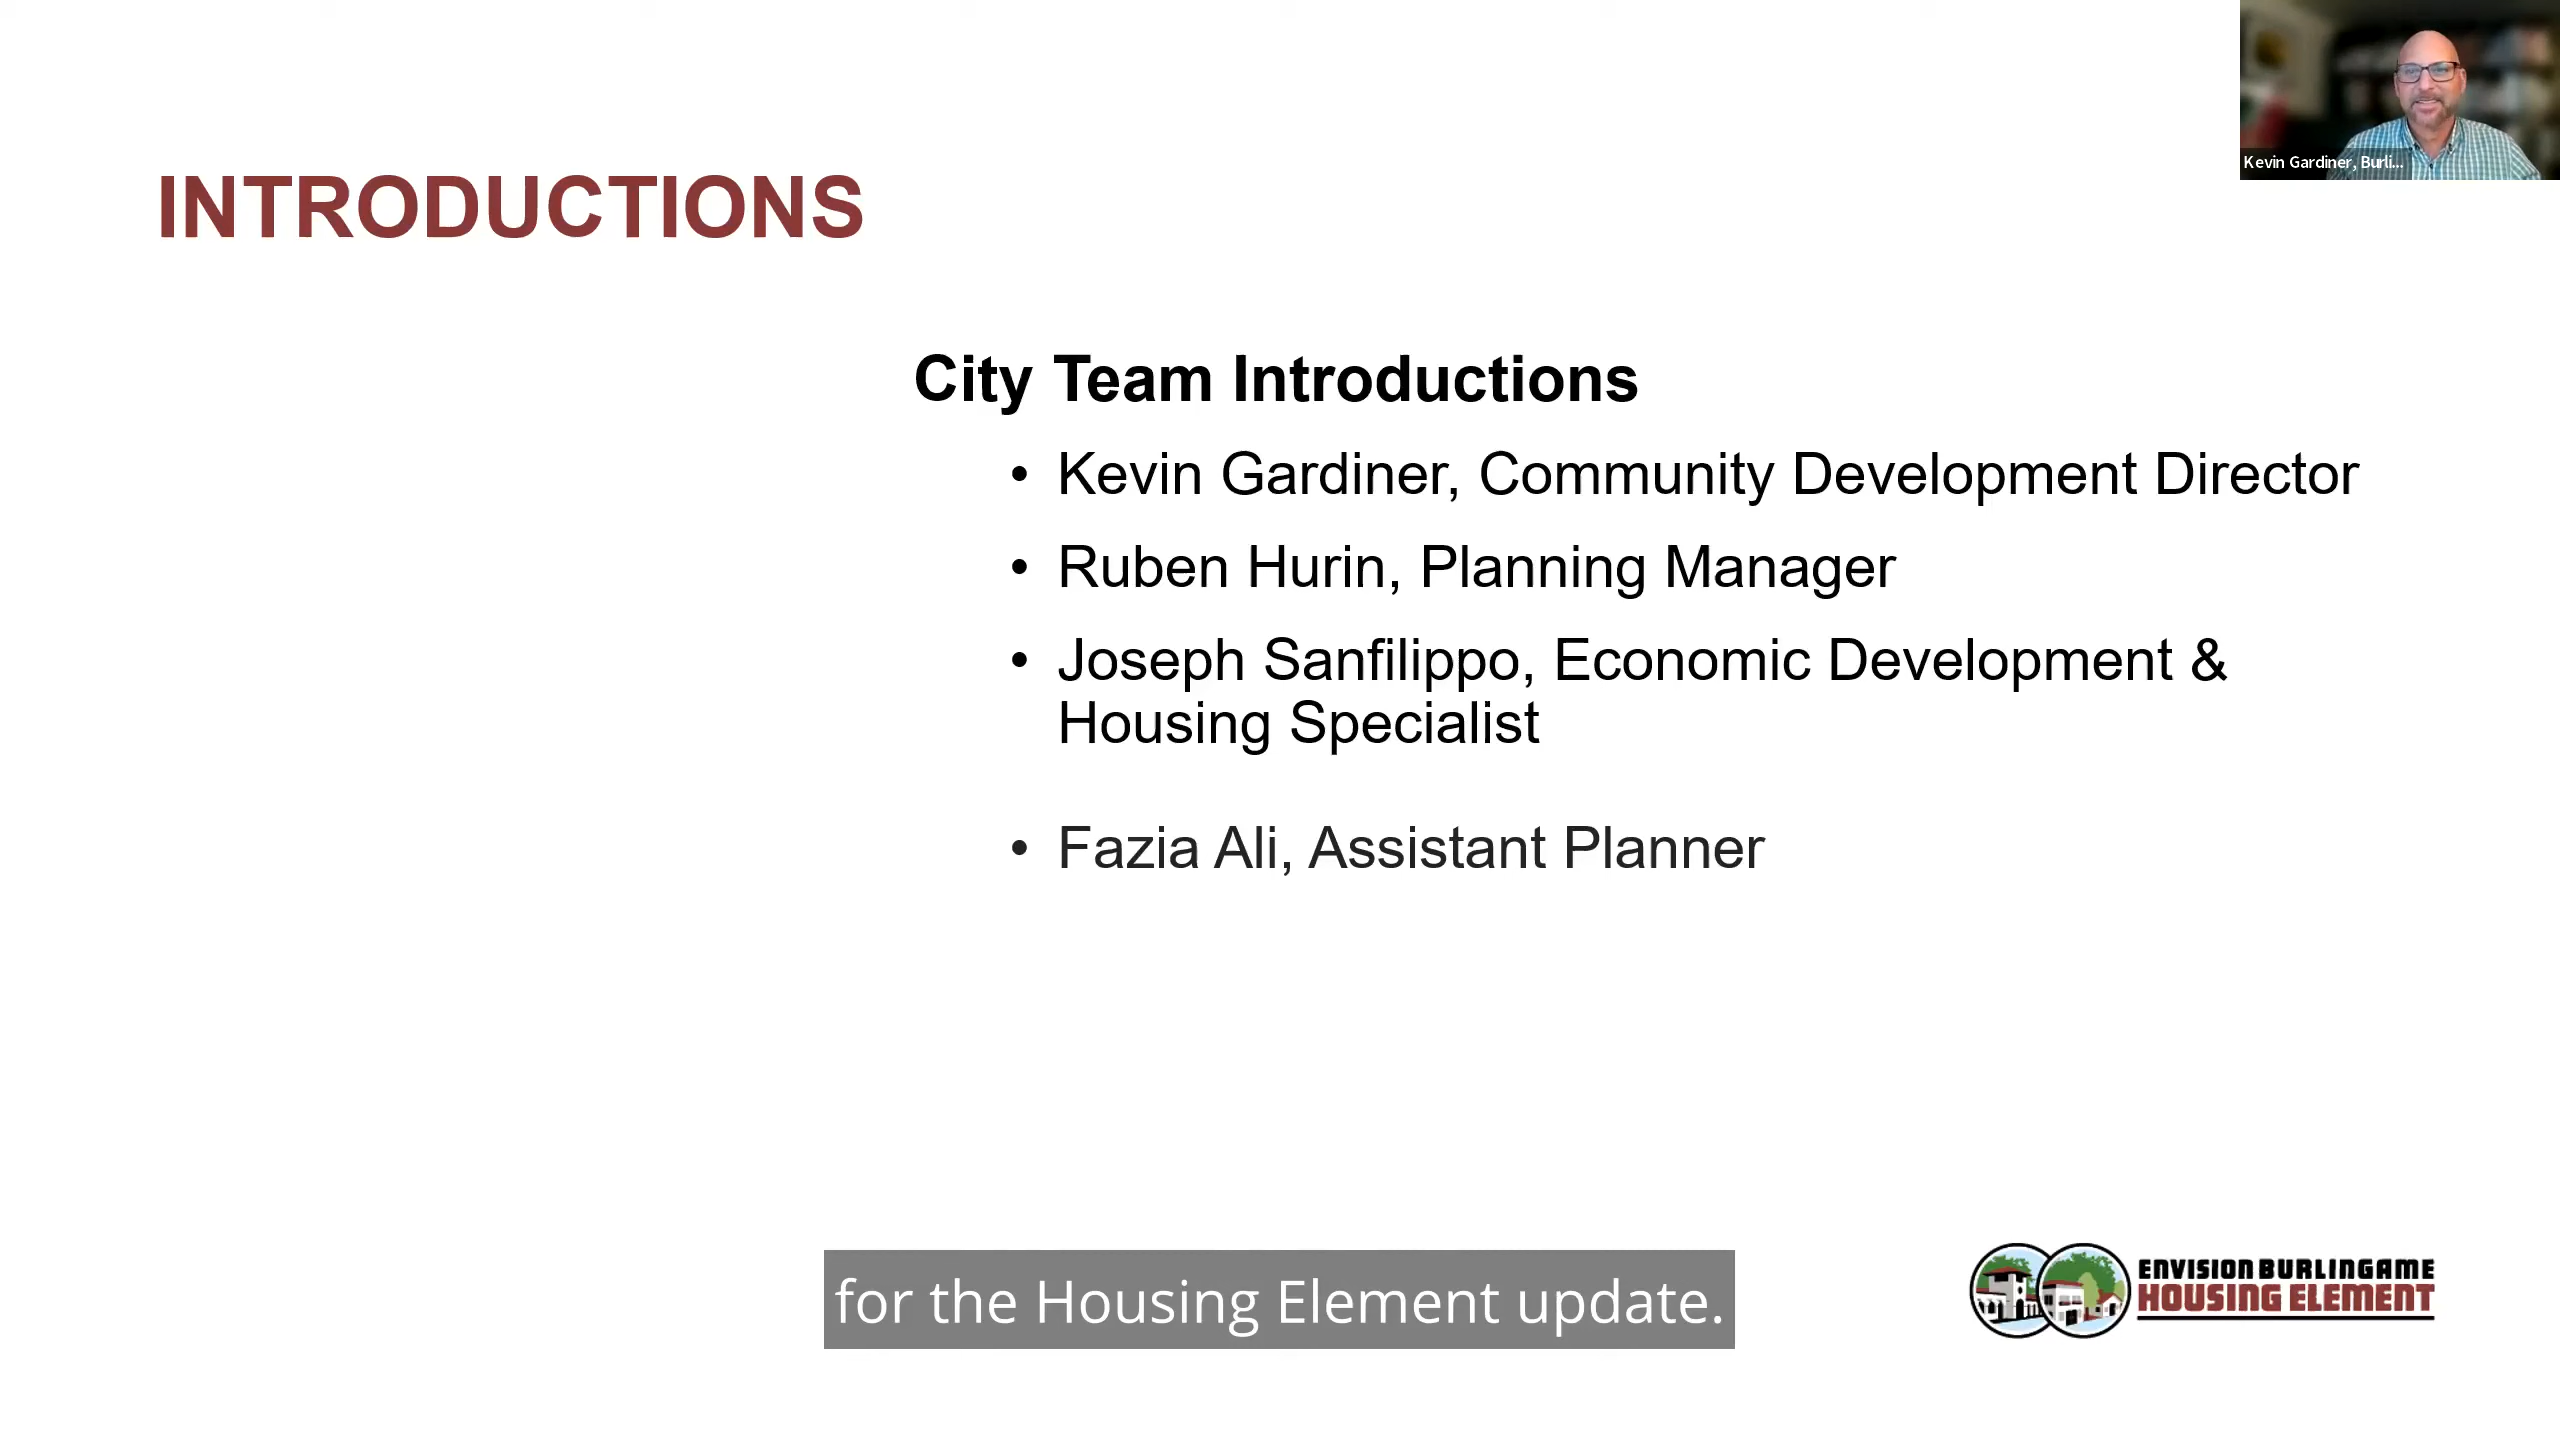 Kevin Gardiner, Burli...
INTRODUCTIONS
City Team Introductions
• Kevin Gardiner, Community Development Director
• Ruben Hurin, Planning Manager
• Joseph Sanfilippo, Economic Development &
Housing Specialist
• Fazia Ali, Assistant Planner
for the Housing Element update.
ENVISION BURLINGAME
HOUSING ELEMENT